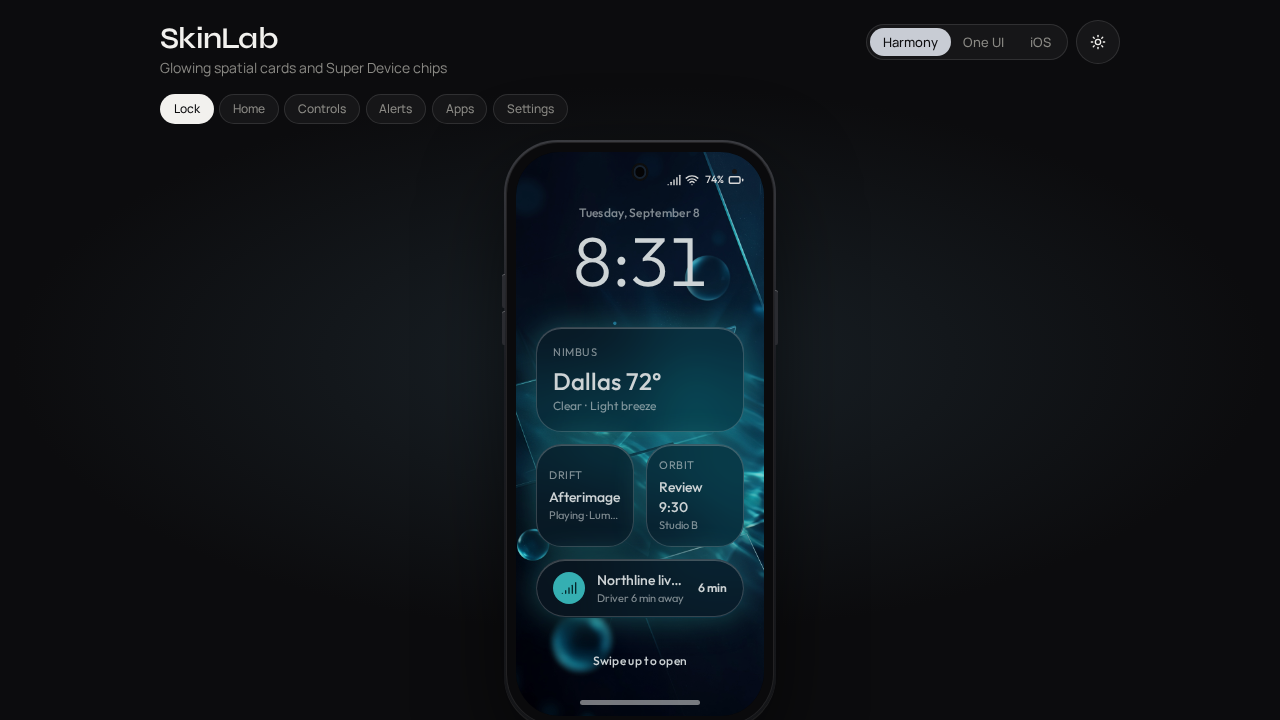 SkinLab
Glowing spatial cards and Super Device chips
Harmony One UI iOS
Lock Home Controls Alerts Apps Settings
74%
Tuesday, September 8
8:31
NIMBUS
Dallas 72°
Clear · Light breeze
DRIFT
Afterimage
Playing · Lum...
ORBIT
Review
9:30
Studio B
Northline liv...
Driver 6 min away
6 min
Swipe up to open